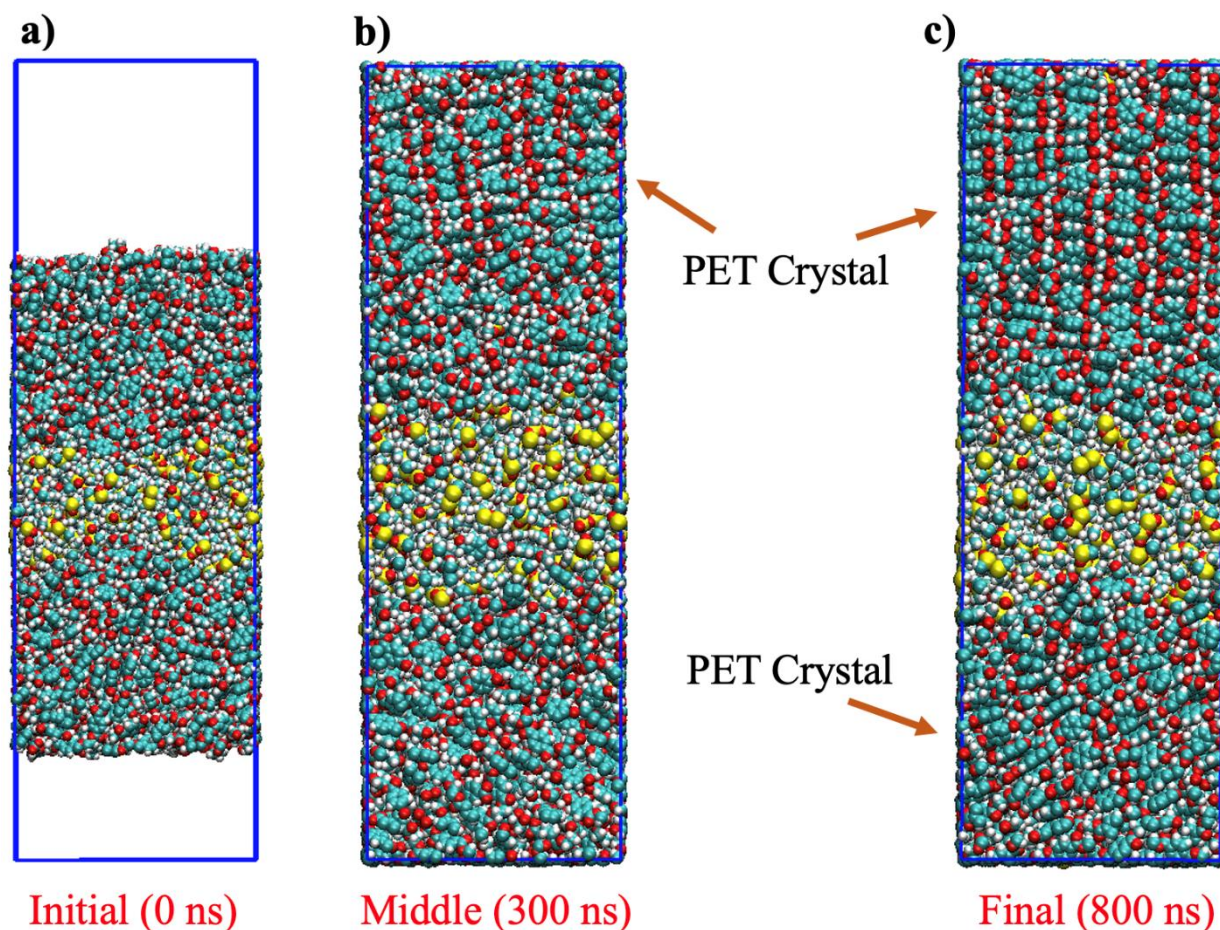 a)
b)
c)
PET Crystal
PET Crystal
Initial (0 ns)
Middle (300 ns)
Final (800 ns)